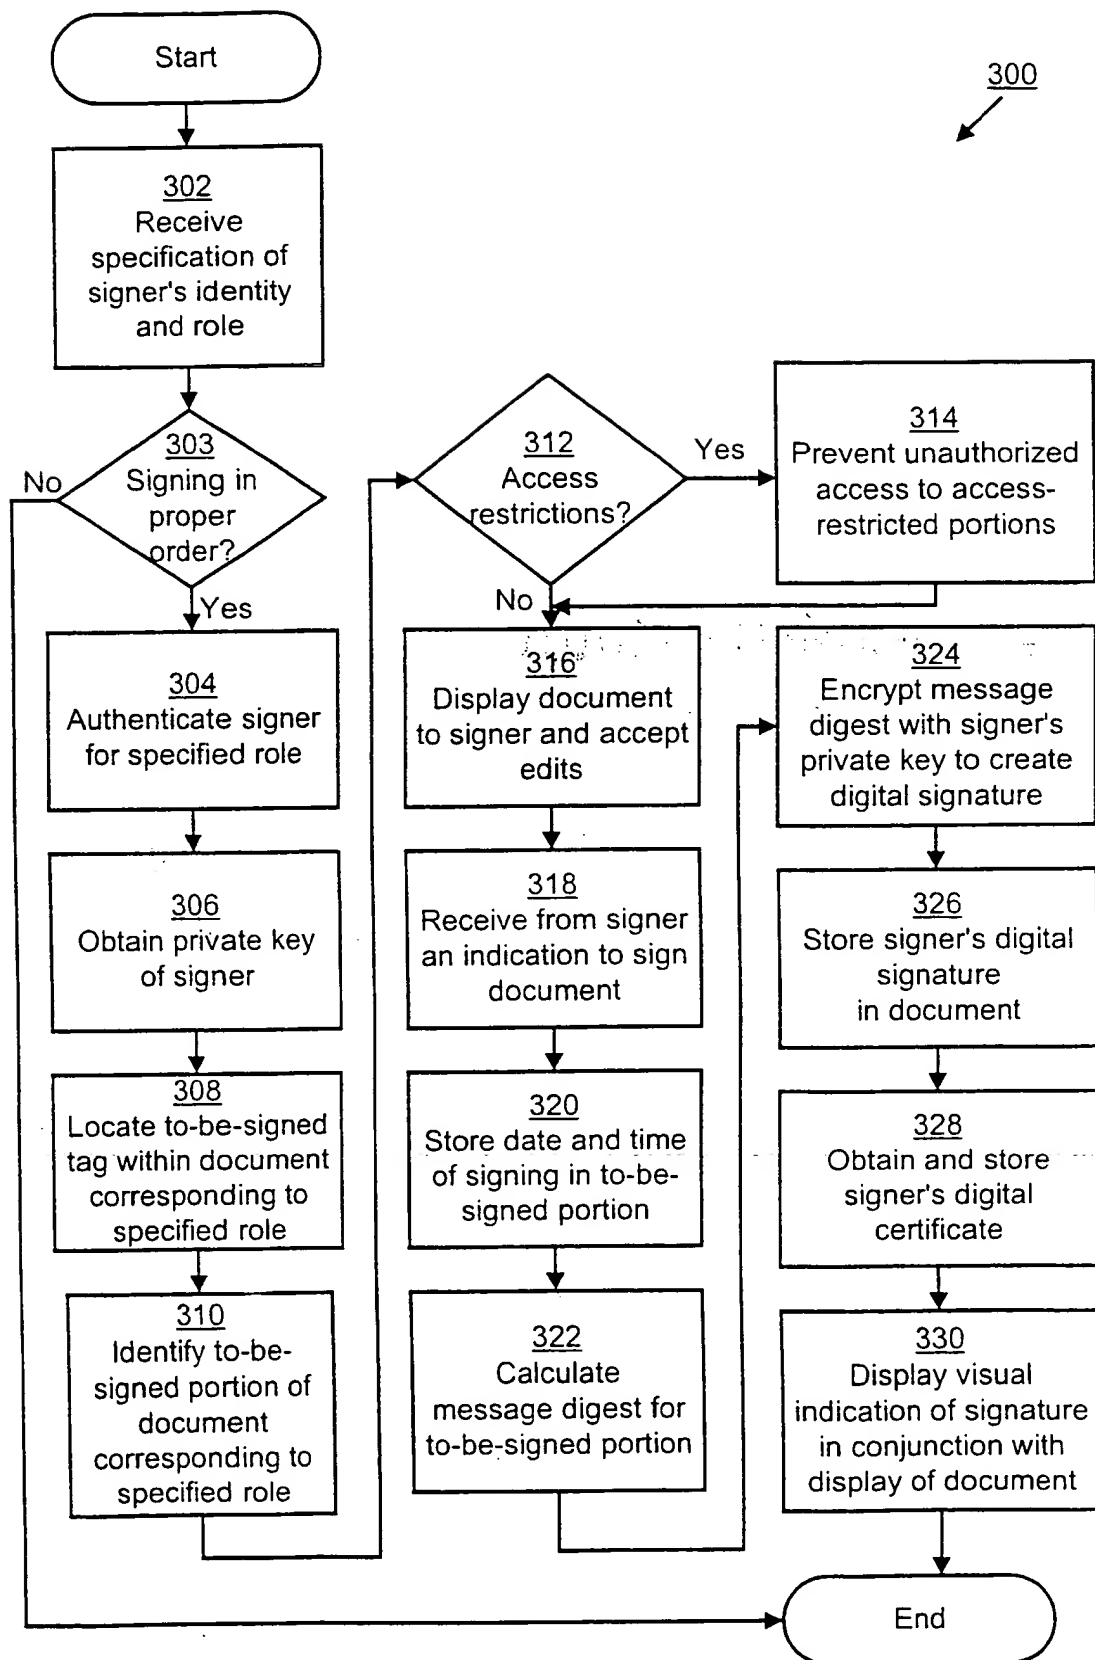 Start
300
302
Receive
specification of
signer's identity
and role
303
Signing in
proper
order?
No
Yes
304
Authenticate signer
for specified role
306
Obtain private key
of signer
308
Locate to-be-signed
tag within document
corresponding to
specified role
310
Identify to-be-
signed portion of
document
corresponding to
specified role
312
Access
restrictions?
Yes
No
314
Prevent unauthorized
access to access-
restricted portions
316
Display document
to signer and accept
edits
318
Receive from signer
an indication to sign
document
320
Store date and time
of signing in to-be-
signed portion
322
Calculate
message digest for
to-be-signed portion
324
Encrypt message
digest with signer's
private key to create
digital signature
326
Store signer's digital
signature
in document
328
Obtain and store
signer's digital
certificate
330
Display visual
indication of signature
in conjunction with
display of document
End